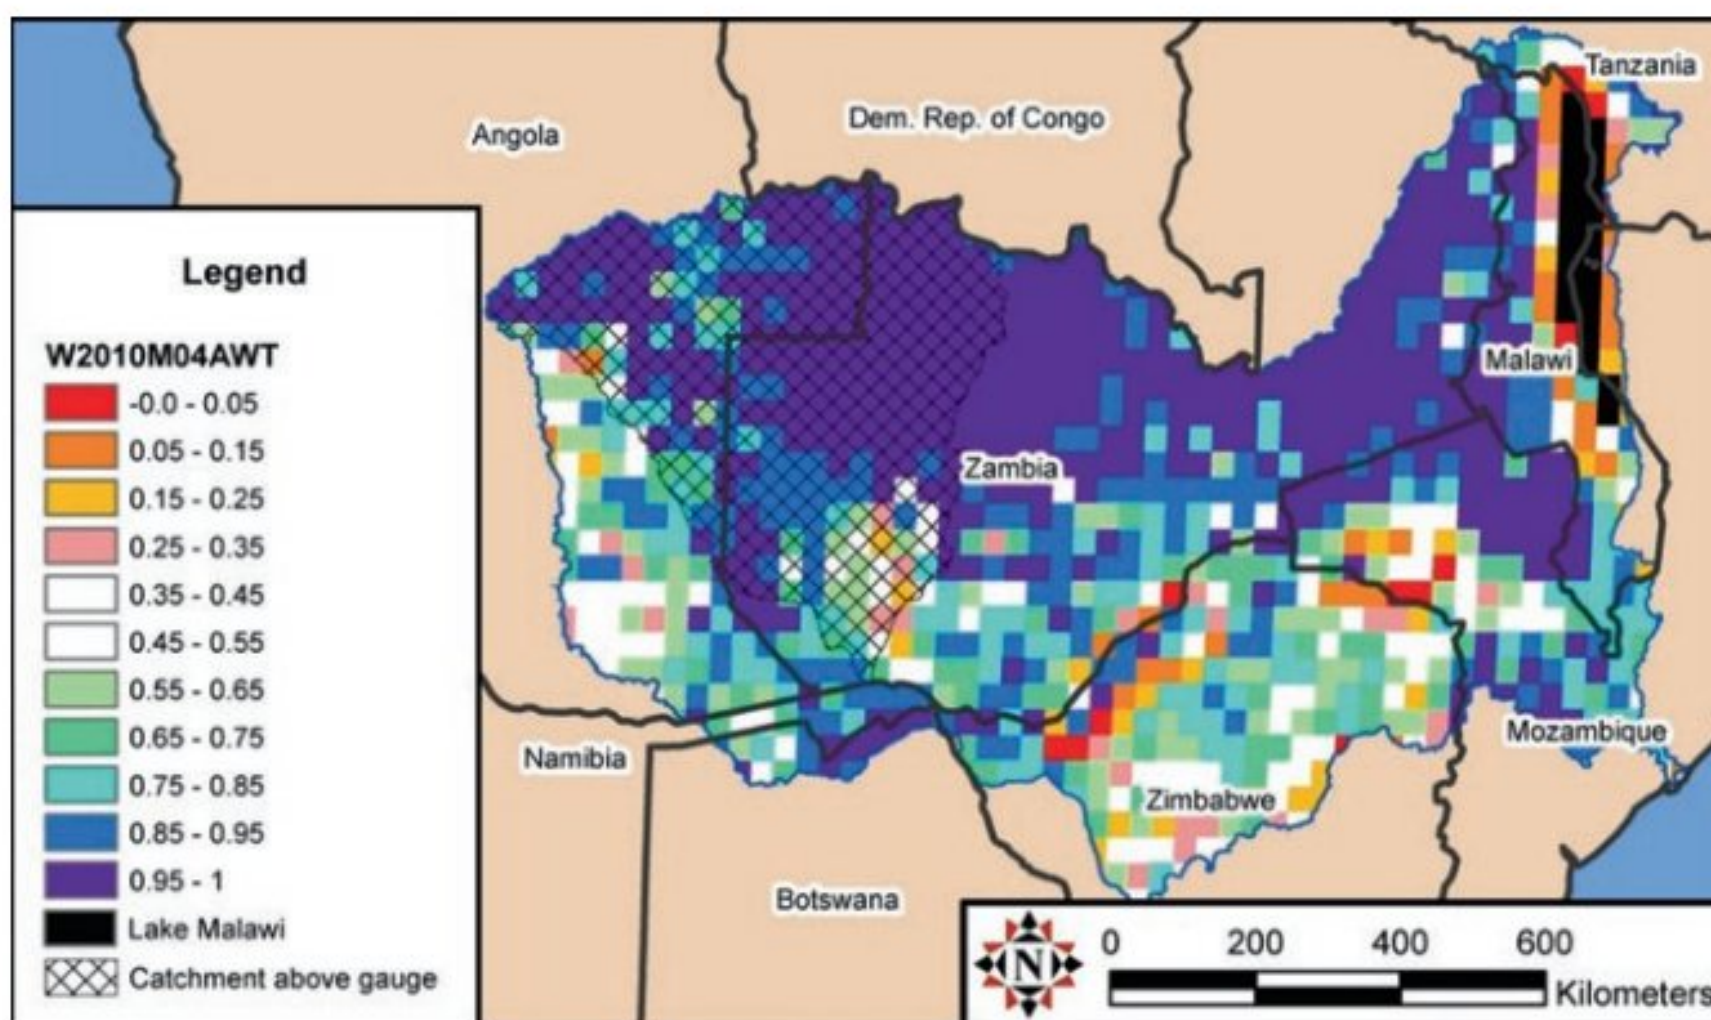 Tanzania
Dem. Rep. of Congo
Angola
Legend
W2010M04AWT
-0.0 - 0.05
0.05 - 0.15
0.15 - 0.25
0.25 - 0.35
0.35 - 0.45
0.45 - 0.55
0.55 - 0.65
0.65 - 0.75
0.75 - 0.85
0.85 - 0.95
0.95 - 1
Lake Malawi
Catchment above gauge
Malawi
Zambia
Namibia
Mozambique
Zimbabwe
Botswana
N
0 200 400 600
Kilometers